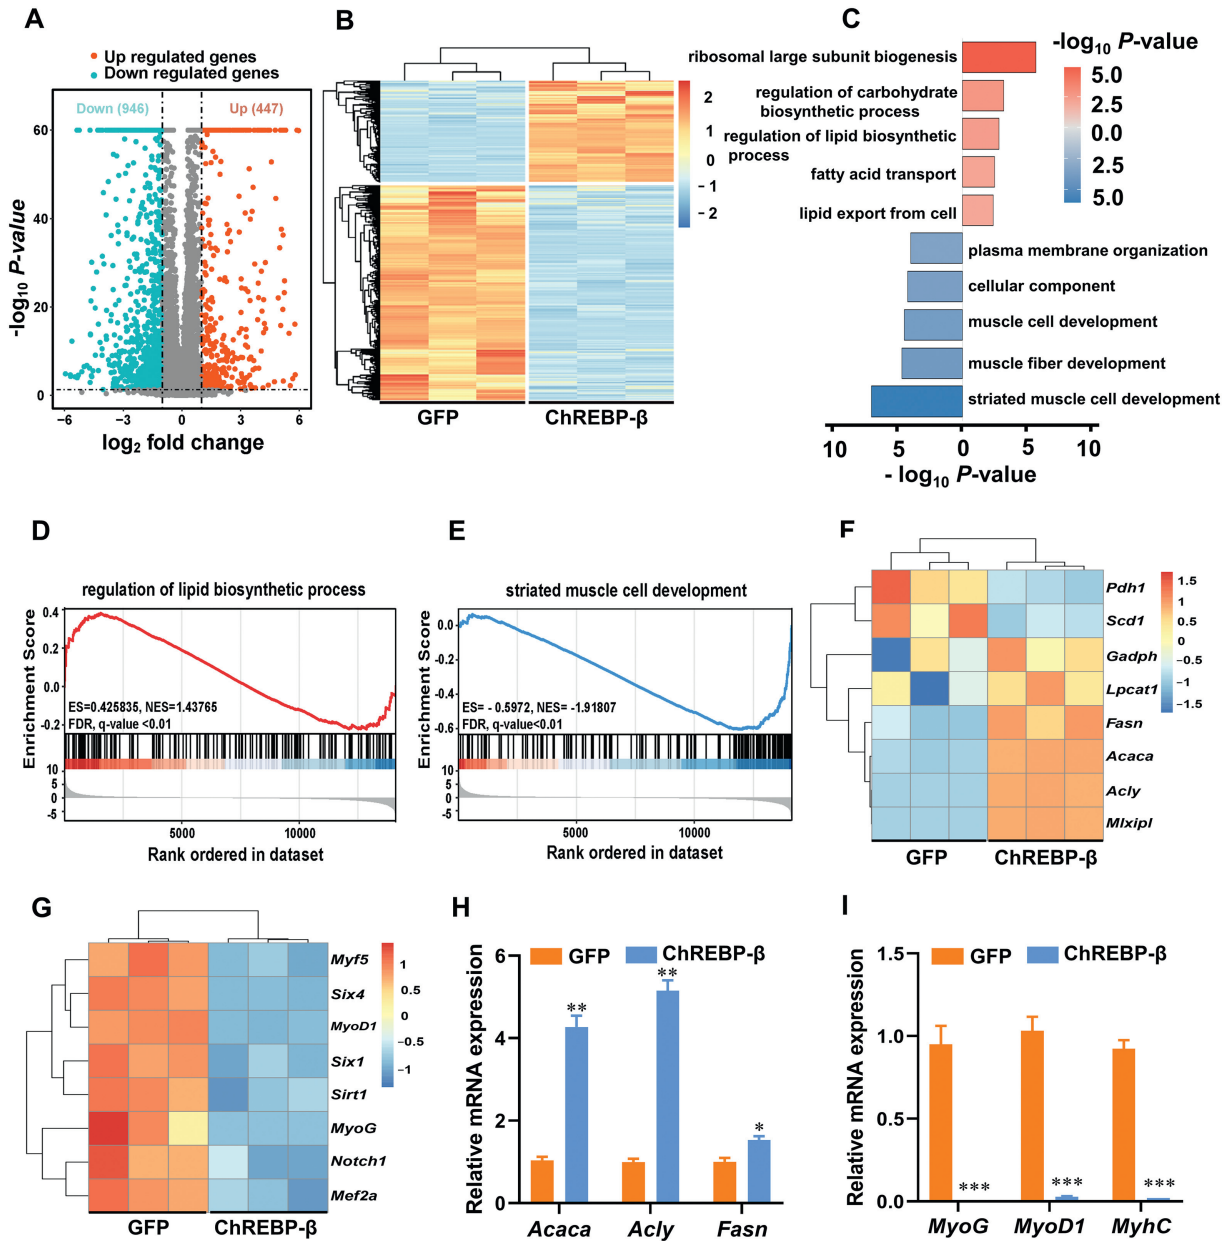 A
Up regulated genes
Down regulated genes
Down (946)
Up (447)
60
40
20
0
-log10 P-value
−6
−3
0
3
6
log2 fold change
B
2
1
0
− 1
− 2
GFP
ChREBP-β
C
-log10 P-value
5.0
2.5
0.0
2.5
5.0
ribosomal large subunit biogenesis
regulation of carbohydrate
biosynthetic process
regulation of lipid biosynthetic
process
fatty acid transport
lipid export from cell
plasma membrane organization
cellular component
muscle cell development
muscle fiber development
striated muscle cell development
10
5
0
5
10
- log10 P-value
D
regulation of lipid biosynthetic process
Enrichment Score
0.4
0.2
0.0
-0.2
ES=0.425835, NES=1.43765
FDR, q-value <0.01
10
5
0
-5
5000
10000
Rank ordered in dataset
E
striated muscle cell development
Enrichment Score
0.0
-0.2
-0.4
-0.6
ES= - 0.5972, NES= -1.91807
FDR, q-value<0.01
10
5
0
-5
5000
10000
Rank ordered in dataset
F
Pdh1
Scd1
Gadph
Lpcat1
Fasn
Acaca
Acly
Mlxipl
1.5
1
0.5
0
−0.5
−1
−1.5
GFP
ChREBP-β
G
Myf5
Six4
MyoD1
Six1
Sirt1
MyoG
Notch1
Mef2a
1
0.5
0
−0.5
−1
GFP
ChREBP-β
H
GFP
ChREBP-β
Relative mRNA expression
6
4
2
0
**
**
*
Acaca
Acly
Fasn
I
GFP
ChREBP-β
Relative mRNA expression
1.5
1.0
0.5
0.0
***
***
***
MyoG
MyoD1
MyhC